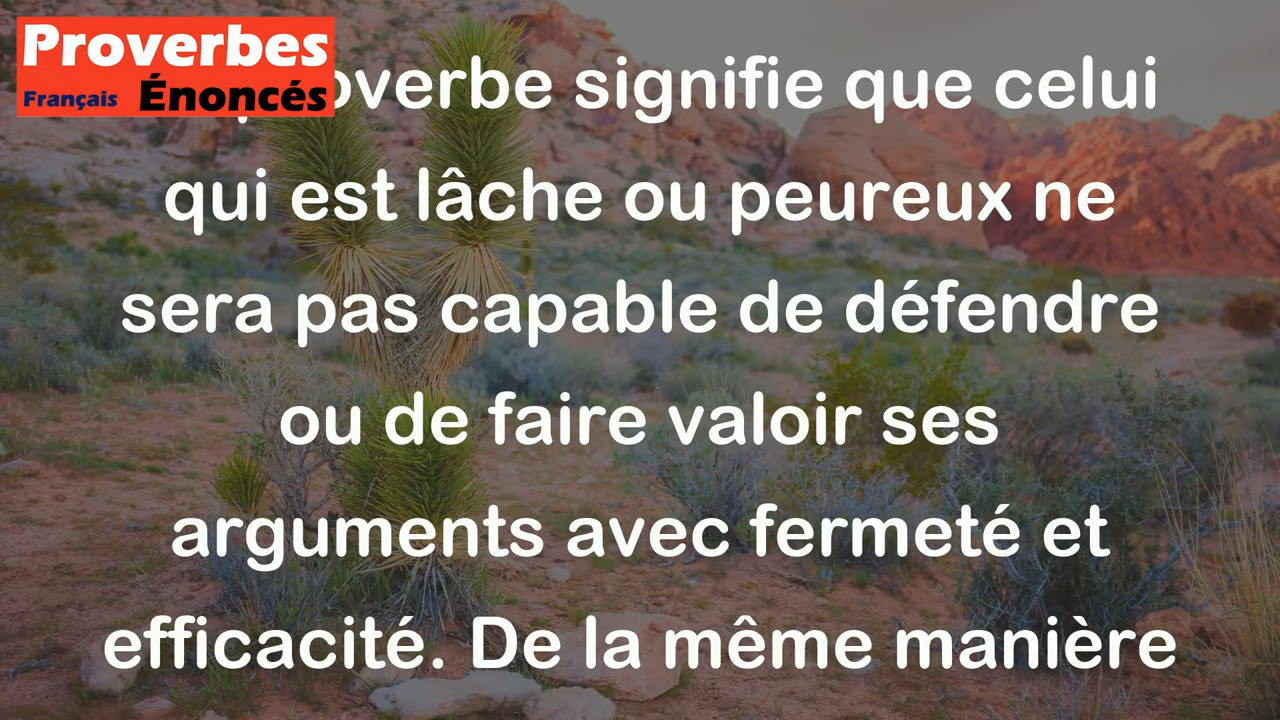 Proverbes
Français Énoncés
verbe signifie que celui
qui est lâche ou peureux ne
sera pas capable de défendre
ou de faire valoir ses
arguments avec fermeté et
efficacité. De la même manière